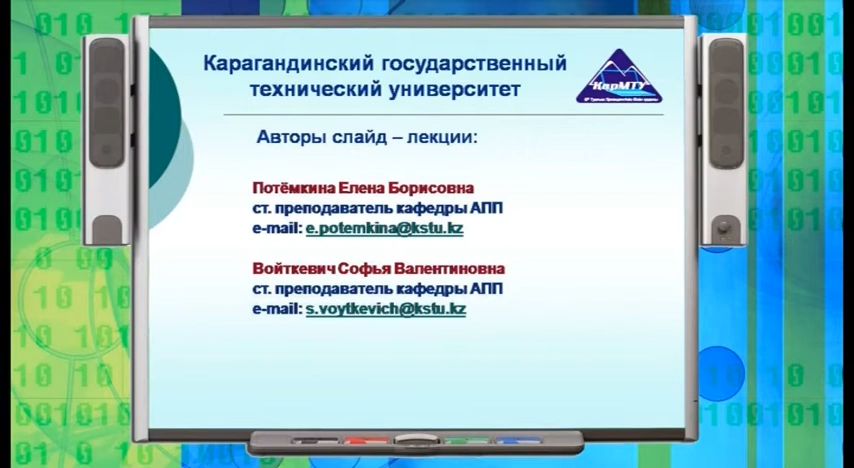 Карагандинский государственный
технический университет
КарМТУ
Авторы слайд – лекции:
Потёмкина Елена Борисовна
ст. преподаватель кафедры АПП
e-mail: e.potemkina@kstu.kz
Войткевич Софья Валентиновна
ст. преподаватель кафедры АПП
e-mail: s.voytkevich@kstu.kz